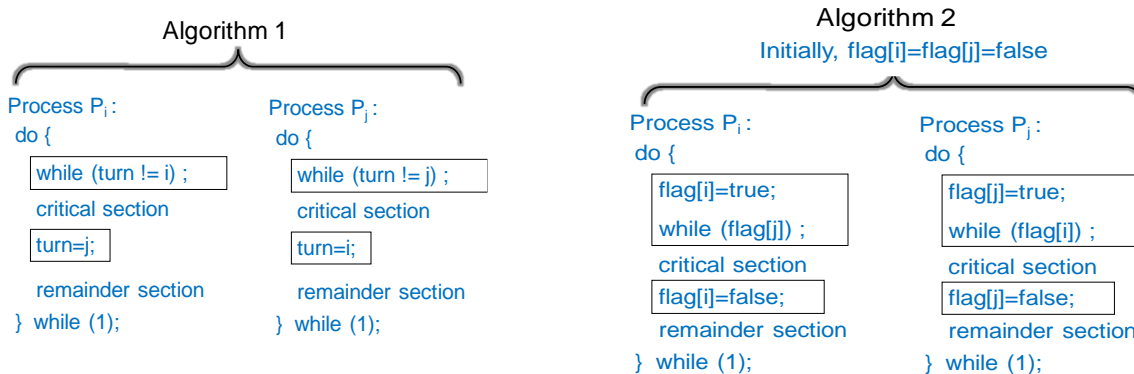 Algorithm 1
Process Pi :
do {
while (turn != i) ;
critical section
turn=j;
remainder section
} while (1);
Process Pj :
do {
while (turn != j) ;
critical section
turn=i;
remainder section
} while (1);
Algorithm 2
Initially, flag[i]=flag[j]=false
Process Pi :
do {
flag[i]=true;
while (flag[j]) ;
critical section
flag[i]=false;
remainder section
} while (1);
Process Pj :
do {
flag[j]=true;
while (flag[i]) ;
critical section
flag[j]=false;
remainder section
} while (1);